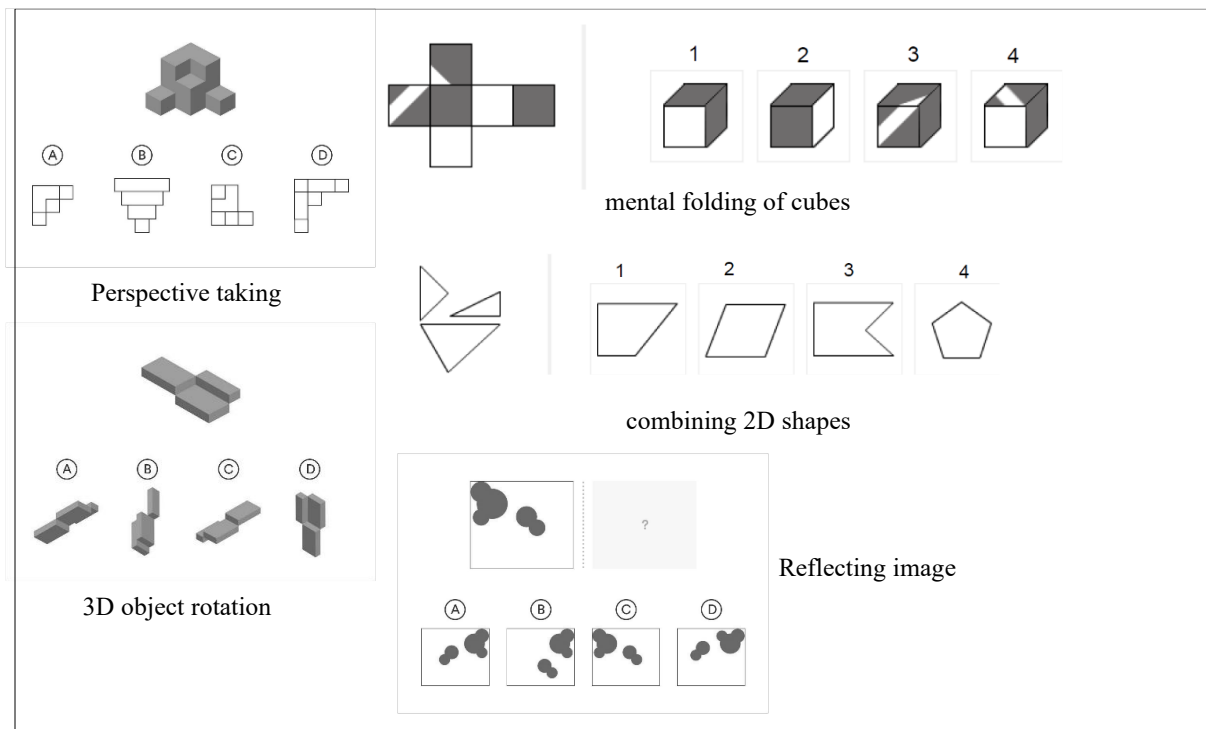 A B C D
Perspective taking
1 2 3 4
mental folding of cubes
1 2 3 4
combining 2D shapes
A B C D
3D object rotation
?
A B C D
Reflecting image